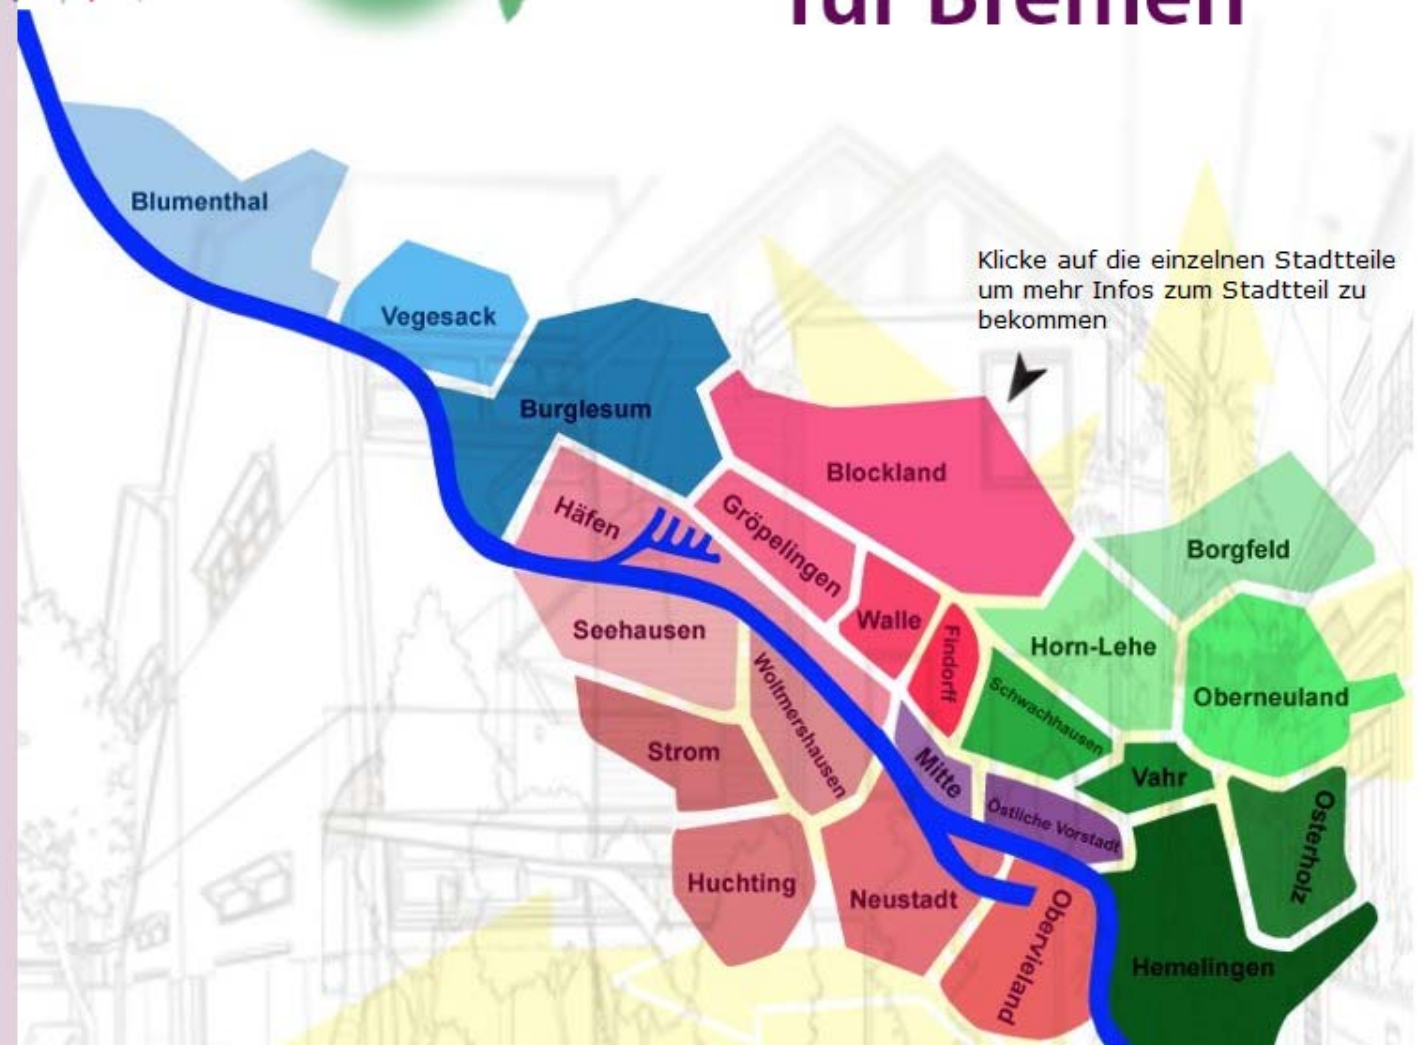 für Bremen
Blumenthal
Klicke auf die einzelnen Stadtteile
um mehr Infos zum Stadtteil zu
bekommen
Vegesack
Burglesum
Blockland
Häfen
Gröpelingen
Borgfeld
Walle
Seehausen
Findorff
Horn-Lehe
Woltmershausen
Schwachhausen
Oberneuland
Strom
Mitte
Vahr
Östliche Vorstadt
Osterholz
Huchting
Neustadt
Obervieland
Hemelingen